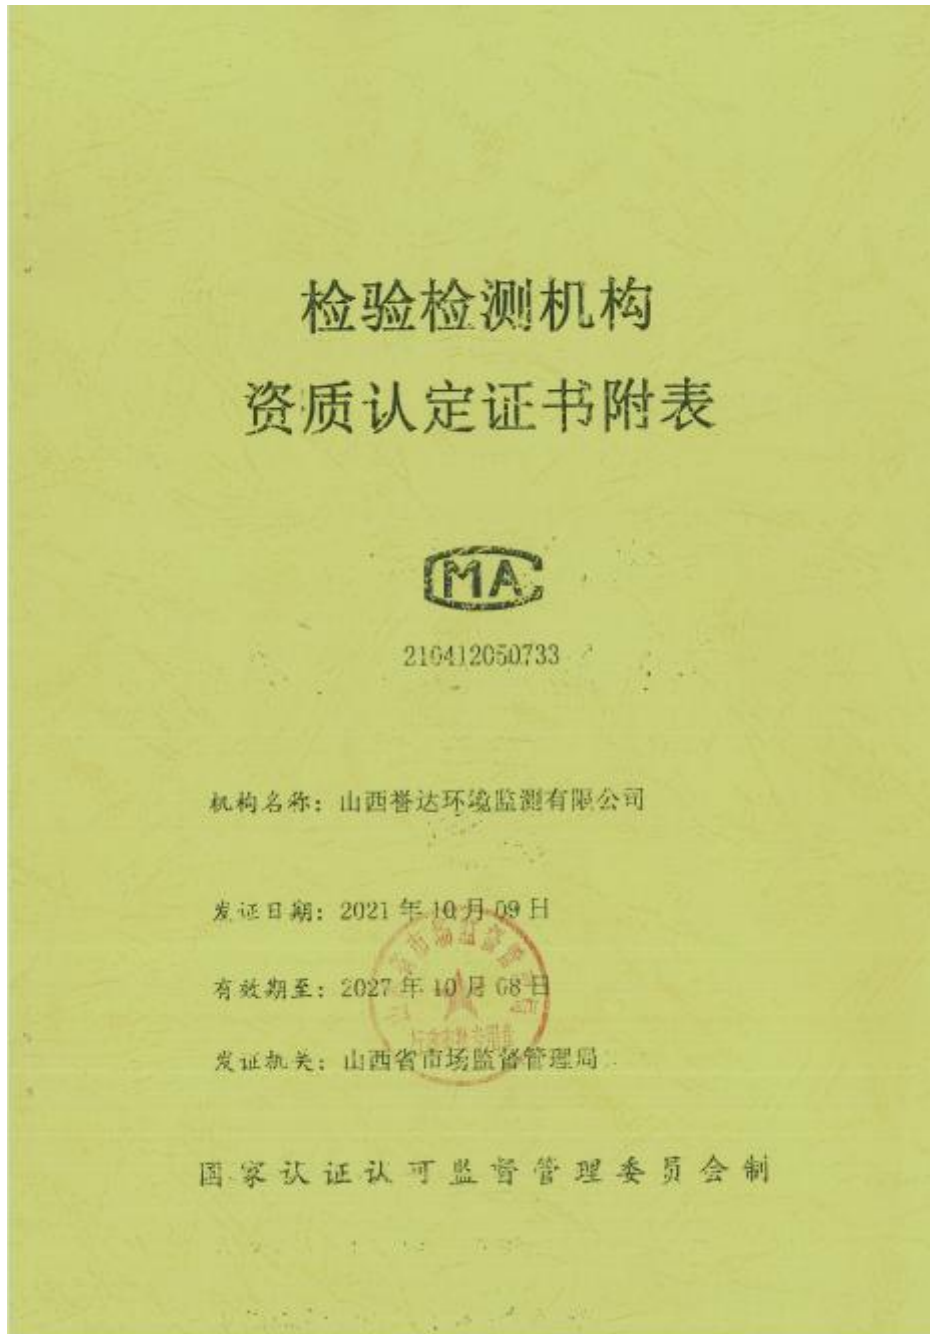 检验检测机构
资质认定证书附表
CMA
210412050733
机构名称：山西誉达环境监测有限公司
发证日期：2021年10月09日
有效期至：2027年10月08日
发证机关：山西省市场监督管理局
国家认证认可监督管理委员会制